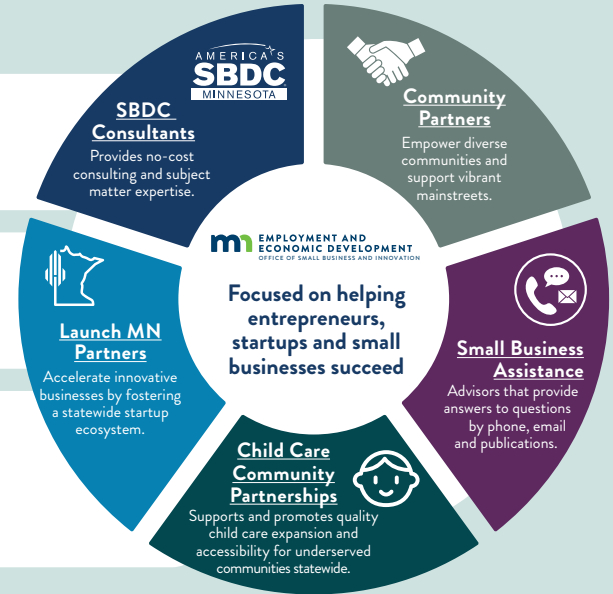 AMERICA'S
SBDC
MINNESOTA
SBDC
Consultants
Provides no-cost
consulting and subject
matter expertise.
Community
Partners
Empower diverse
communities and
support vibrant
mainstreets.
Small Business
Assistance
Advisors that provide
answers to questions
by phone, email
and publications.
Child Care
Community
Partnerships
Supports and promotes quality
child care expansion and
accessibility for underserved
communities statewide.
Launch MN
Partners
Accelerate innovative
businesses by fostering
a statewide startup
ecosystem.
mn EMPLOYMENT AND
ECONOMIC DEVELOPMENT
OFFICE OF SMALL BUSINESS AND INNOVATION
Focused on helping
entrepreneurs,
startups and small
businesses succeed